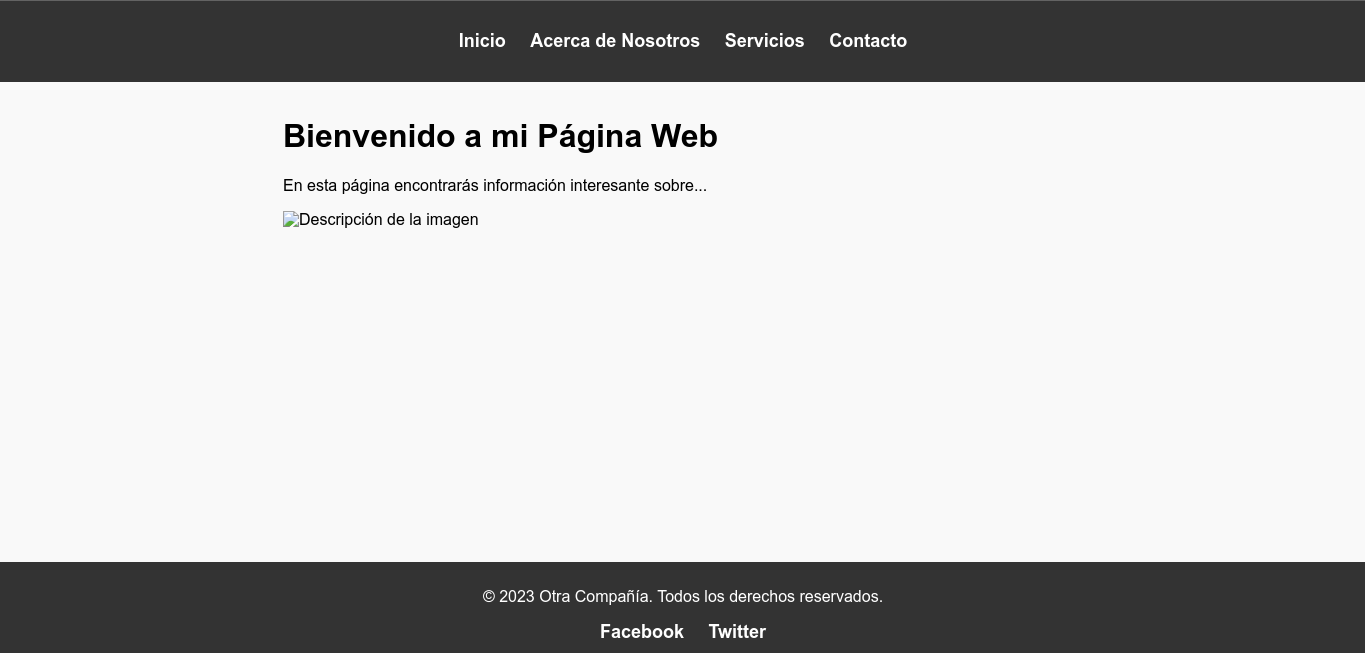 Inicio Acerca de Nosotros Servicios Contacto
Bienvenido a mi Página Web
En esta página encontrarás información interesante sobre...
Descripción de la imagen
© 2023 Otra Compañía. Todos los derechos reservados.
Facebook Twitter